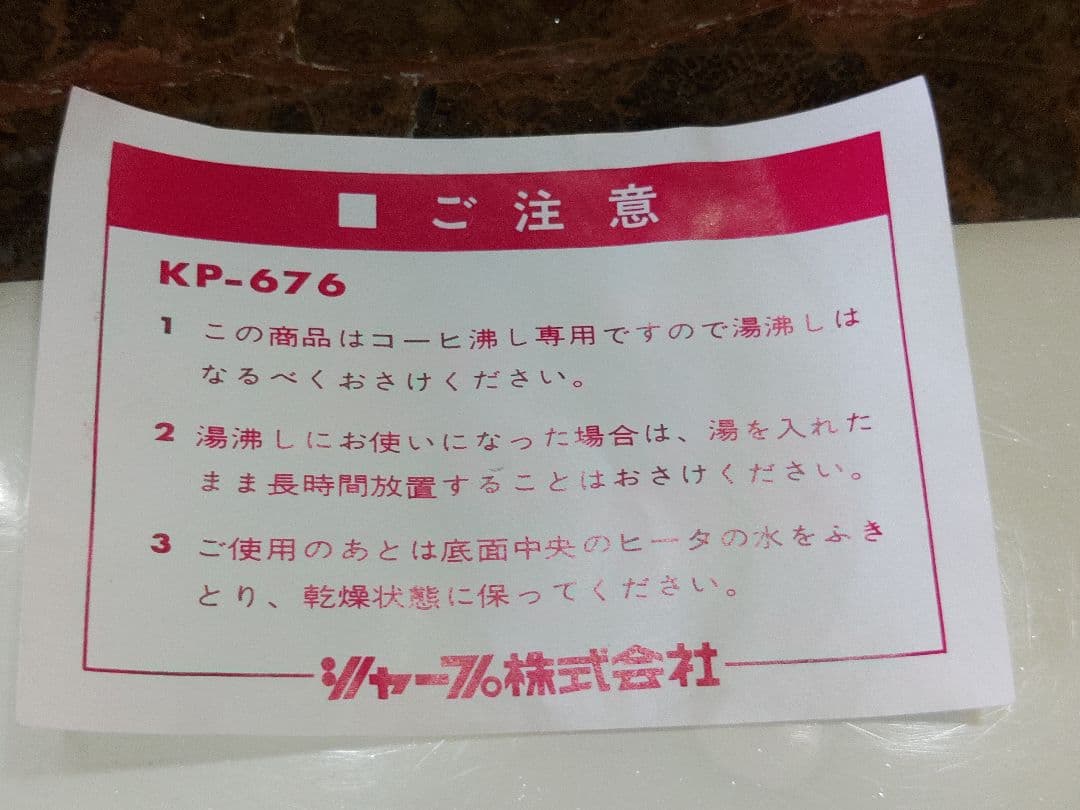 ■ ご注意
KP-676
1 この商品はコーヒ沸し専用ですので湯沸しは
なるべくおさけください。
2 湯沸しにお使いになった場合は、湯を入れた
まま長時間放置することはおさけください。
3 ご使用のあとは底面中央のヒータの水をふき
とり、乾燥状態に保ってください。
シャープ株式会社